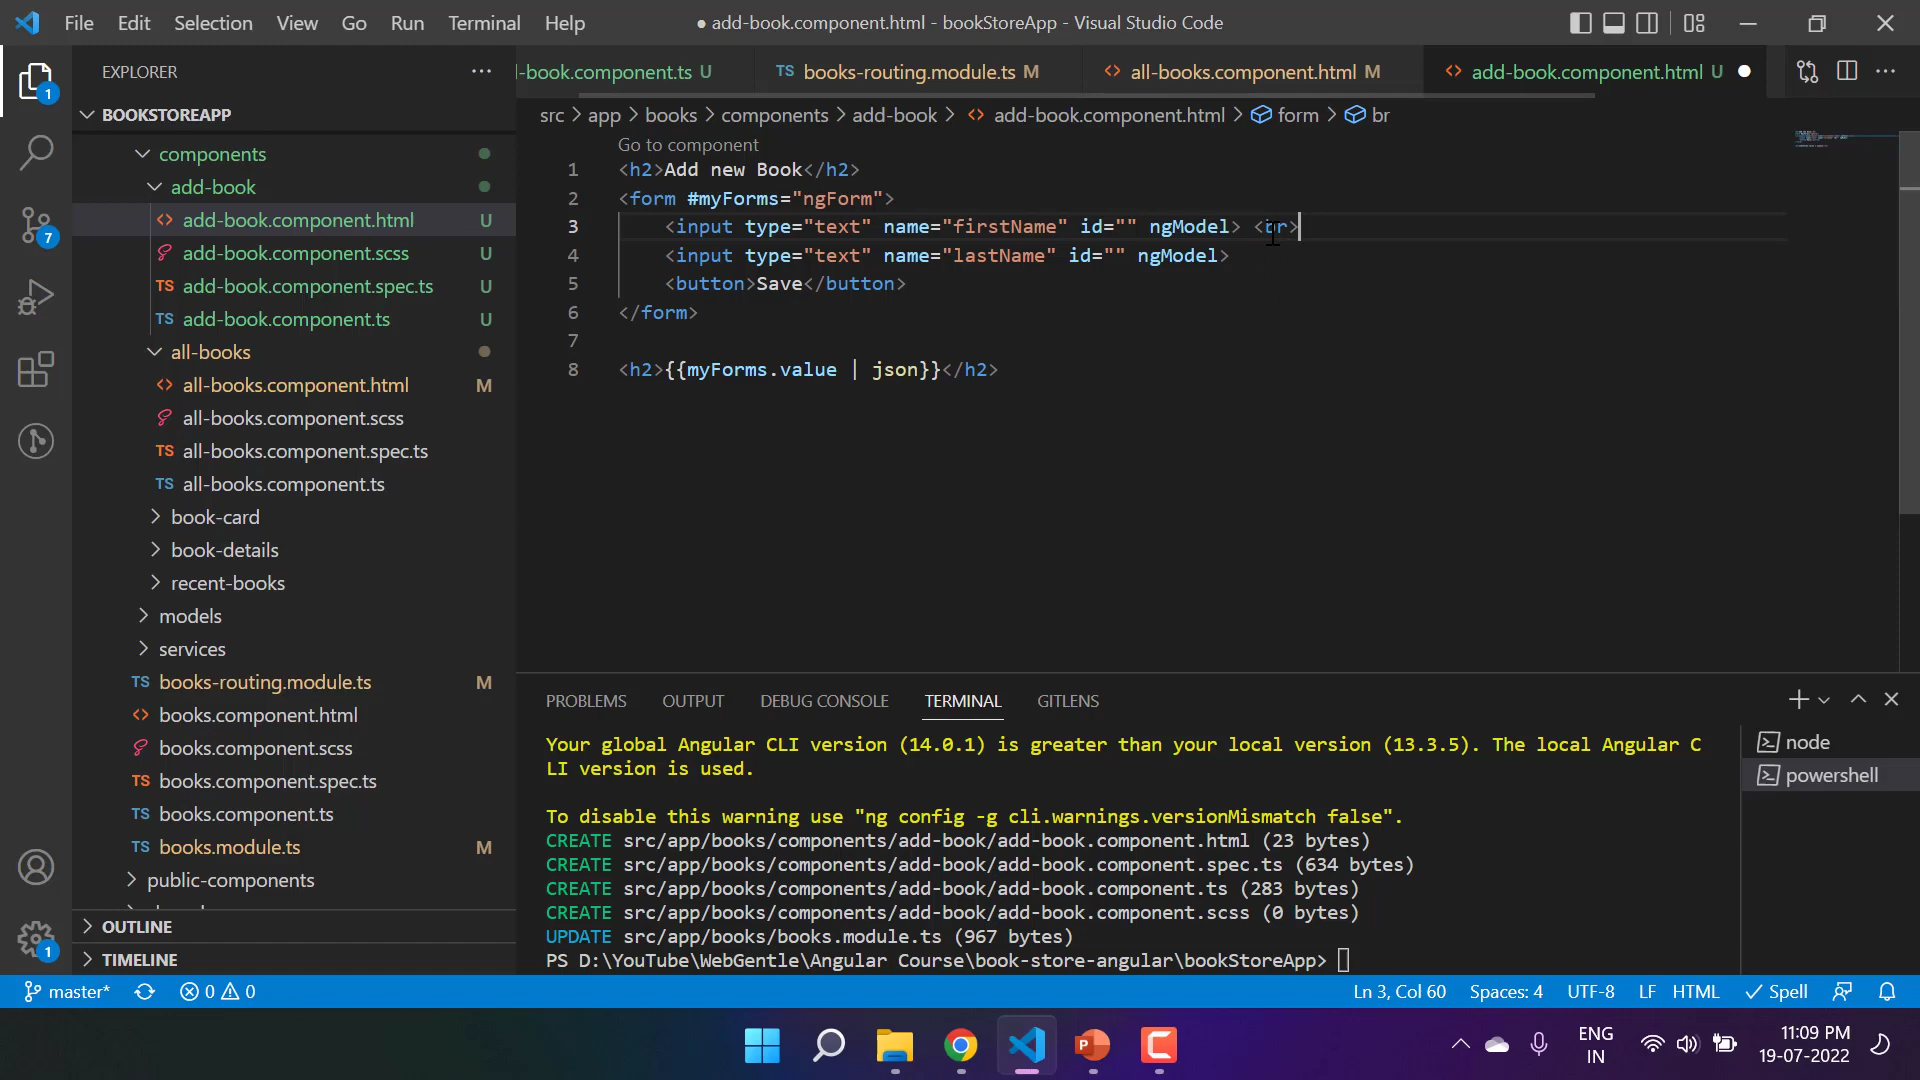 File Edit Selection View Go Run Terminal Help
● add-book.component.html - bookStoreApp - Visual Studio Code
EXPLORER
BOOKSTOREAPP
components
add-book
add-book.component.html U
add-book.component.scss U
add-book.component.spec.ts U
add-book.component.ts U
all-books
all-books.component.html M
all-books.component.scss
all-books.component.spec.ts
all-books.component.ts
book-card
book-details
recent-books
models
services
books-routing.module.ts M
books.component.html
books.component.scss
books.component.spec.ts
books.component.ts
books.module.ts M
public-components
OUTLINE
TIMELINE
1
7
1
-book.component.ts U
TS books-routing.module.ts M
all-books.component.html M
add-book.component.html U
src > app > books > components > add-book > add-book.component.html > form > br
Go to component
1 <h2>Add new Book</h2>
2 <form #myForms="ngForm">
3 <input type="text" name="firstName" id="" ngModel> <br>
4 <input type="text" name="lastName" id="" ngModel>
5 <button>Save</button>
6 </form>
7
8 <h2>{{myForms.value | json}}</h2>
PROBLEMS OUTPUT DEBUG CONSOLE TERMINAL GITLENS
Your global Angular CLI version (14.0.1) is greater than your local version (13.3.5). The local Angular C
LI version is used.
To disable this warning use "ng config -g cli.warnings.versionMismatch false".
CREATE src/app/books/components/add-book/add-book.component.html (23 bytes)
CREATE src/app/books/components/add-book/add-book.component.spec.ts (634 bytes)
CREATE src/app/books/components/add-book/add-book.component.ts (283 bytes)
CREATE src/app/books/components/add-book/add-book.component.scss (0 bytes)
UPDATE src/app/books/books.module.ts (967 bytes)
PS D:\YouTube\WebGentle\Angular Course\book-store-angular\bookStoreApp>
node
powershell
master* 0 0
Ln 3, Col 60 Spaces: 4 UTF-8 LF HTML Spell
ENG
IN
11:09 PM
19-07-2022